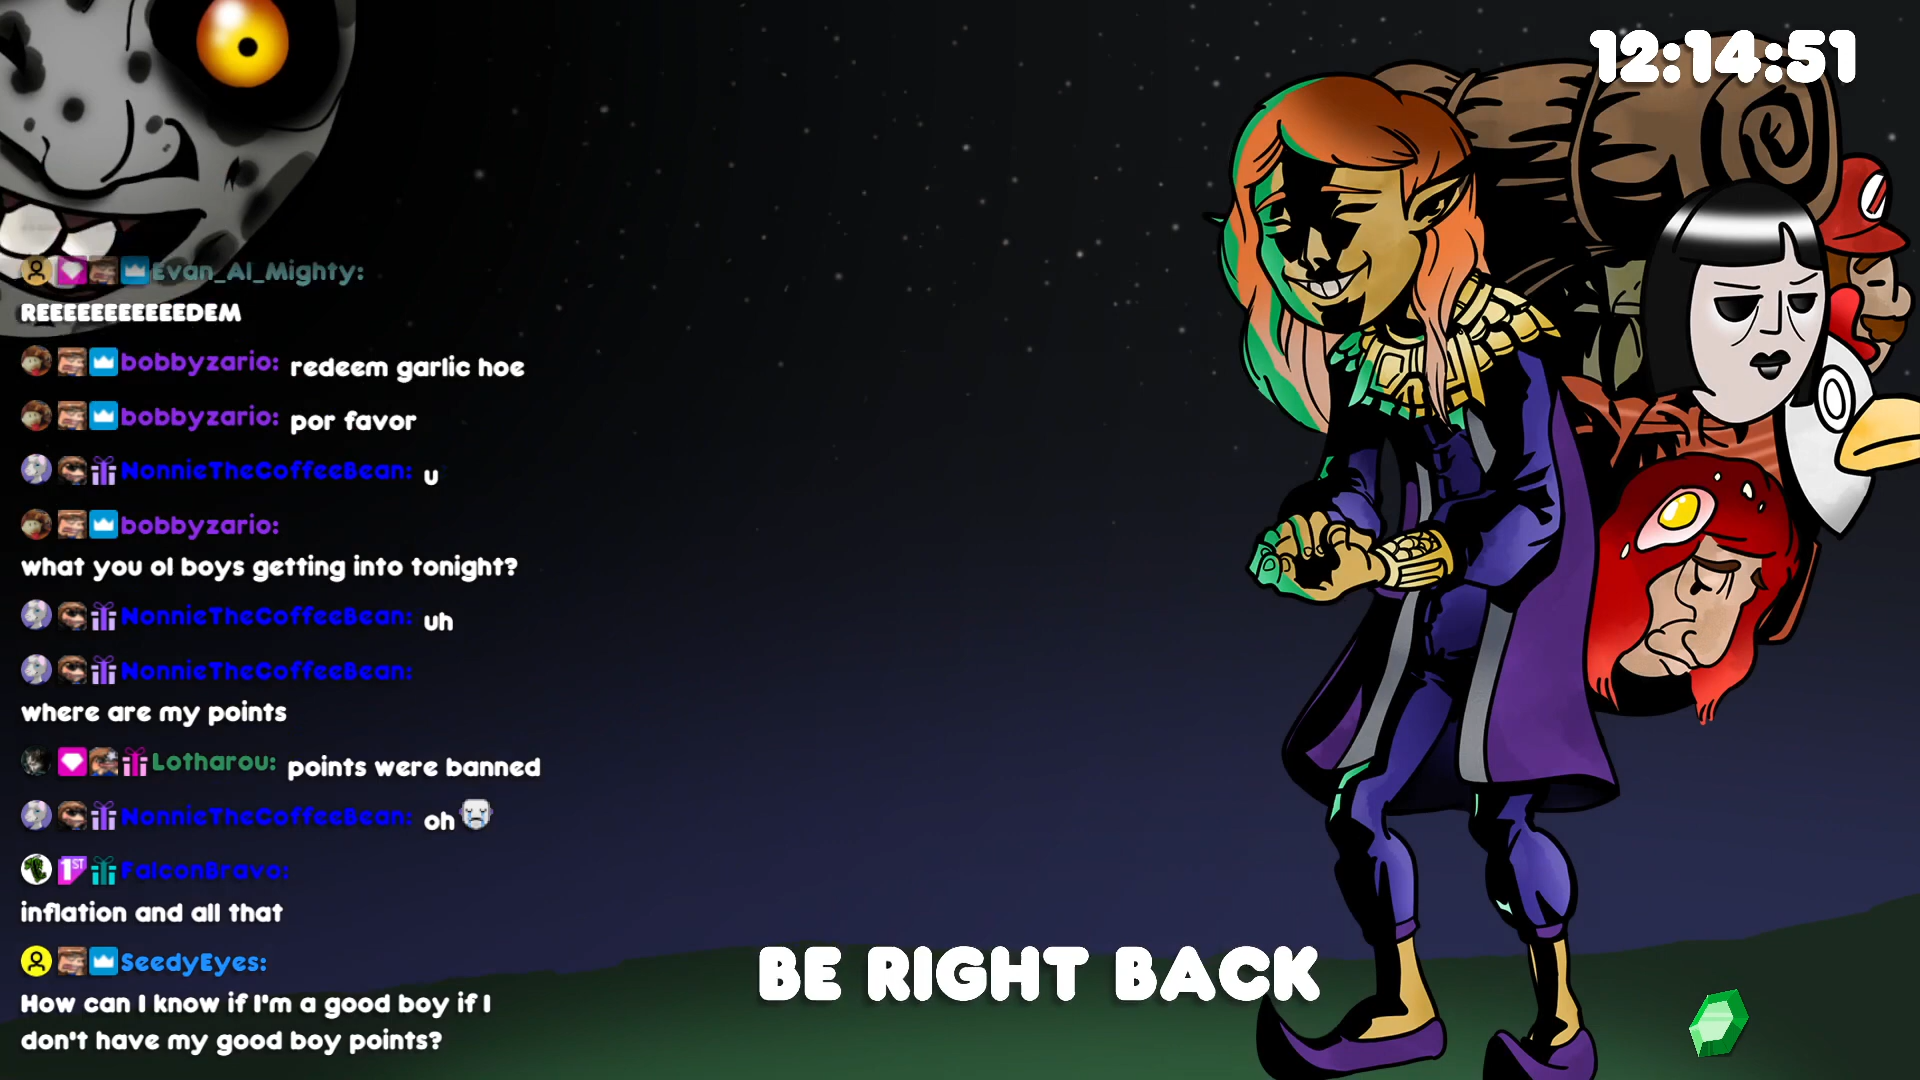 12:14:51
Evan_Al_Mighty:
REEEEEEEEEEEDEM
bobbyzario: redeem garlic hoe
bobbyzario: por favor
NonnieTheCoffeeBean: u
bobbyzario:
what you ol boys getting into tonight?
NonnieTheCoffeeBean: uh
NonnieTheCoffeeBean:
where are my points
Lotharou: points were banned
NonnieTheCoffeeBean: oh
1ST FalconBravo:
inflation and all that
SeedyEyes:
How can I know if I'm a good boy if I
don't have my good boy points?
BE RIGHT BACK